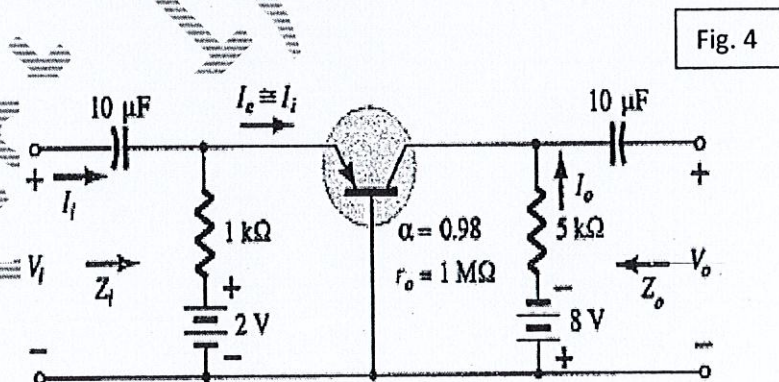 Fig. 4
10 μF
I_e ≅ I_i
10 μF
+
I_i
1 kΩ
α = 0.98
r_o = 1 MΩ
5 kΩ
I_o
+
V_i
Z_i
+
2 V
−
−
8 V
+
Z_o
V_o
−
−